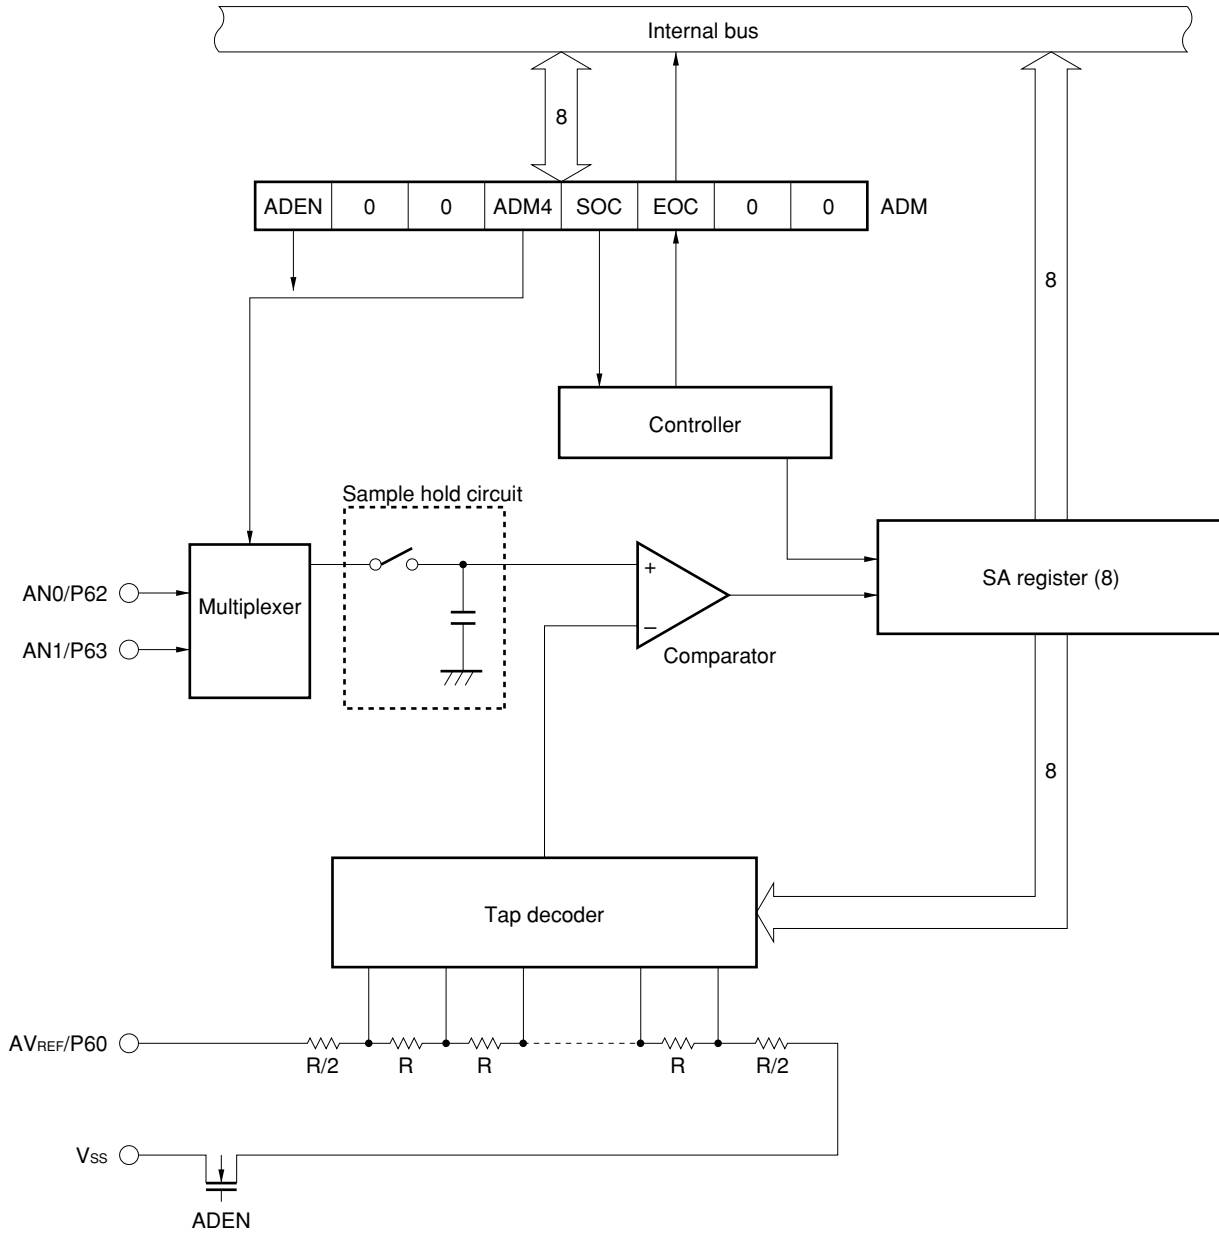 Internal bus
8
ADEN 0 0 ADM4 SOC EOC 0 0 ADM
8
Controller
Sample hold circuit
SA register (8)
AN0/P62
Multiplexer
+
AN1/P63
–
Comparator
8
Tap decoder
AVREF/P60
R/2 R R R R/2
VSS
ADEN